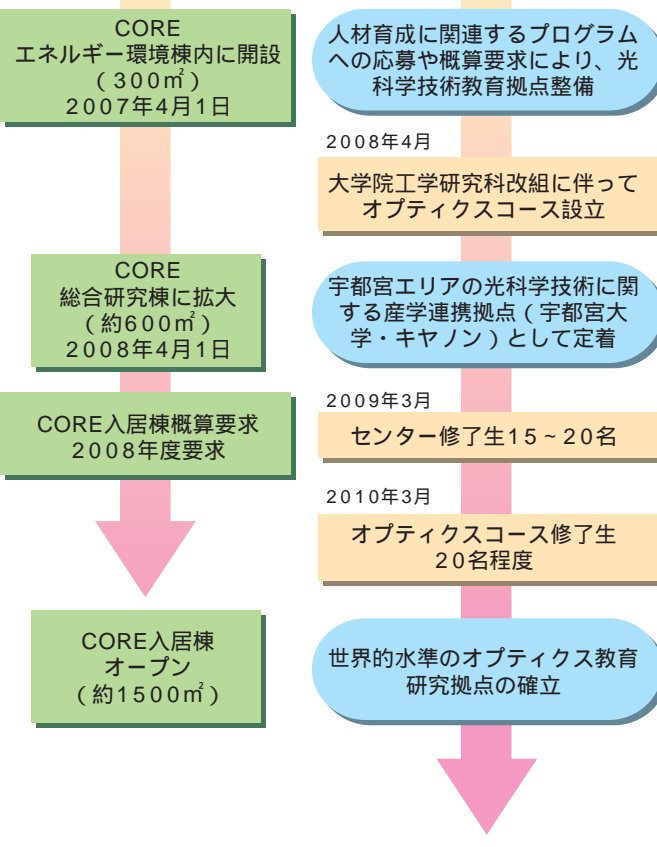 CORE
エネルギー環境棟内に開設
（300㎡）
2007年4月1日
CORE
総合研究棟に拡大
（約600㎡）
2008年4月1日
CORE入居棟概算要求
2008年度要求
CORE入居棟
オープン
（約1500㎡）
人材育成に関連するプログラム
への応募や概算要求により、光
科学技術教育拠点整備
2008年4月
大学院工学研究科改組に伴って
オプティクスコース設立
宇都宮エリアの光科学技術に関
する産学連携拠点（宇都宮大
学・キヤノン）として定着
2009年3月
センター修了生15～20名
2010年3月
オプティクスコース修了生
20名程度
世界的水準のオプティクス教育
研究拠点の確立